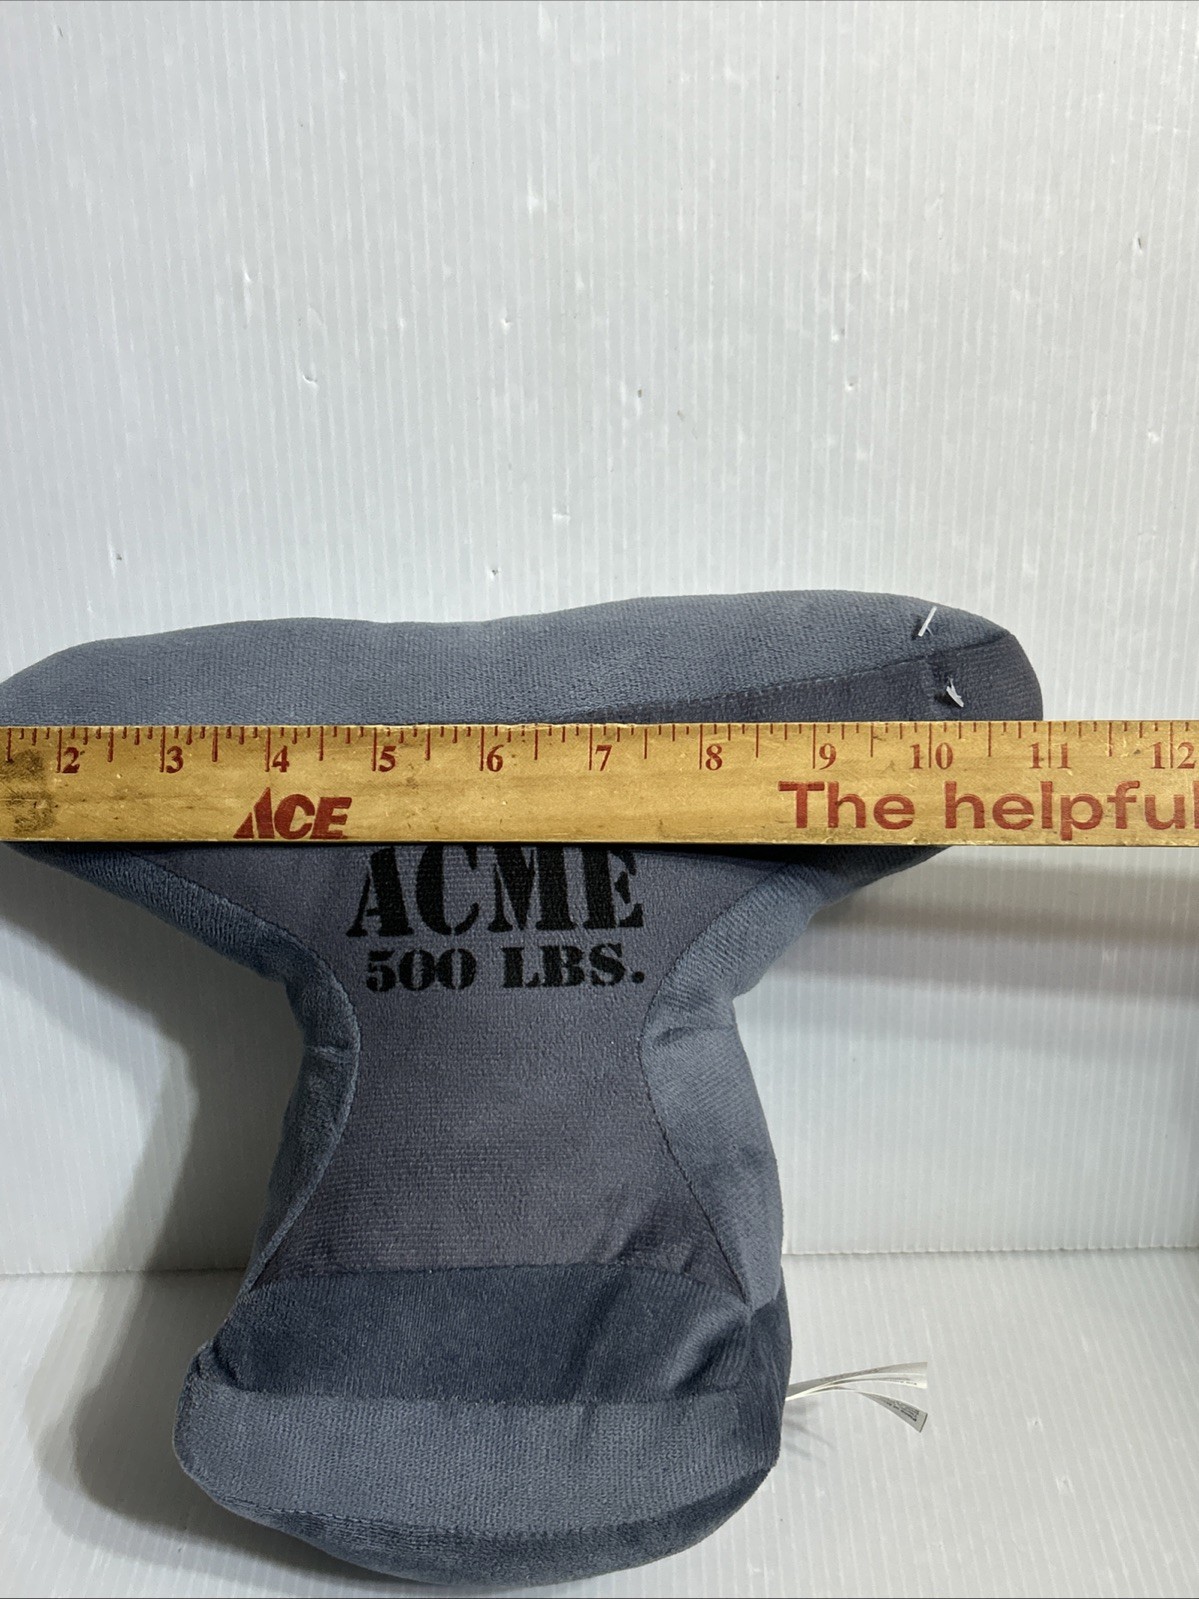 2 3 4 5 6 7 8 9 10 11 12
ACE The helpful
ACME
500 LBS.